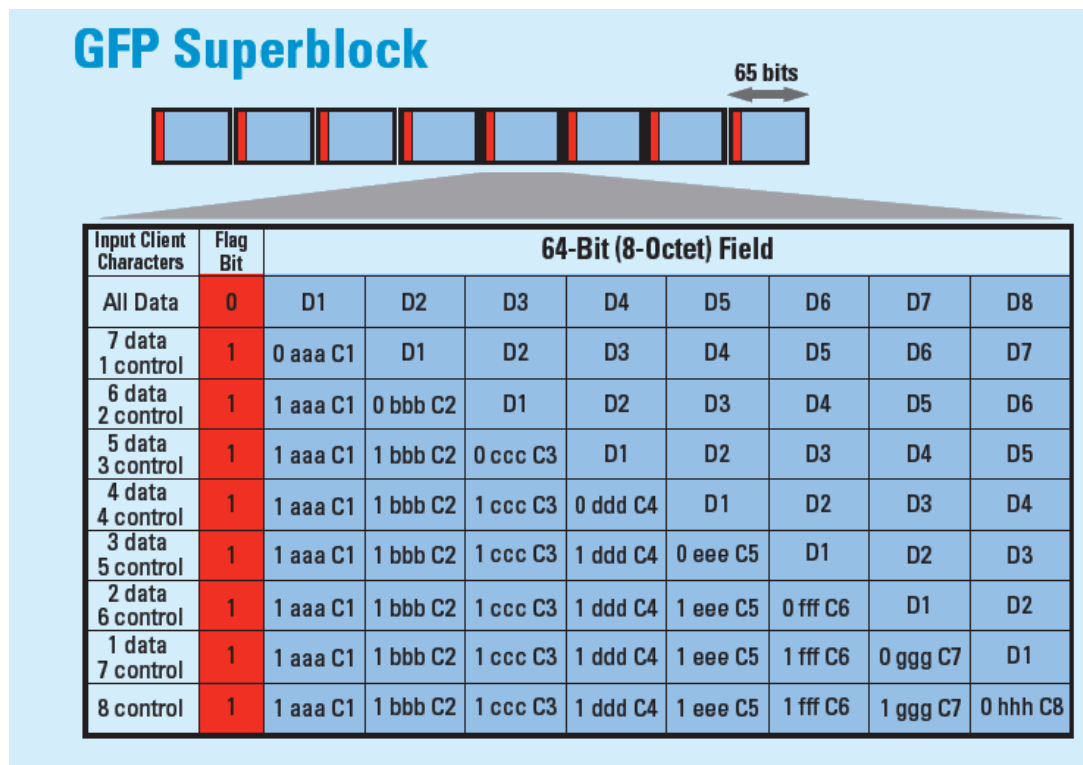 GFP Superblock
65 bits
Input Client Characters Flag Bit 64-Bit (8-Octet) Field
All Data 0 D1 D2 D3 D4 D5 D6 D7 D8
7 data 1 control 1 0 aaa C1 D1 D2 D3 D4 D5 D6 D7
6 data 2 control 1 1 aaa C1 0 bbb C2 D1 D2 D3 D4 D5 D6
5 data 3 control 1 1 aaa C1 1 bbb C2 0 ccc C3 D1 D2 D3 D4 D5
4 data 4 control 1 1 aaa C1 1 bbb C2 1 ccc C3 0 ddd C4 D1 D2 D3 D4
3 data 5 control 1 1 aaa C1 1 bbb C2 1 ccc C3 1 ddd C4 0 eee C5 D1 D2 D3
2 data 6 control 1 1 aaa C1 1 bbb C2 1 ccc C3 1 ddd C4 1 eee C5 0 fff C6 D1 D2
1 data 7 control 1 1 aaa C1 1 bbb C2 1 ccc C3 1 ddd C4 1 eee C5 1 fff C6 0 ggg C7 D1
8 control 1 1 aaa C1 1 bbb C2 1 ccc C3 1 ddd C4 1 eee C5 1 fff C6 1 ggg C7 0 hhh C8